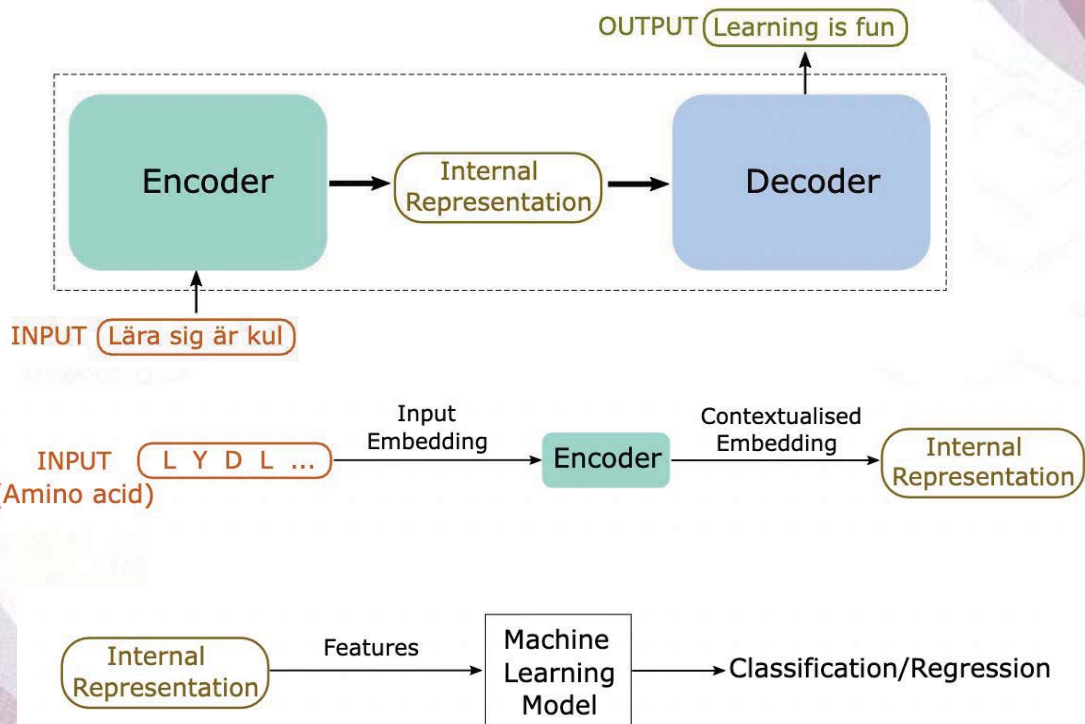 OUTPUT Learning is fun
Encoder
Internal
Representation
Decoder
INPUT Lära sig är kul
Input
Embedding
Contextualised
Embedding
INPUT L Y D L ...
(Amino acid)
Encoder
Internal
Representation
Internal
Representation
Features
Machine
Learning
Model
Classification/Regression